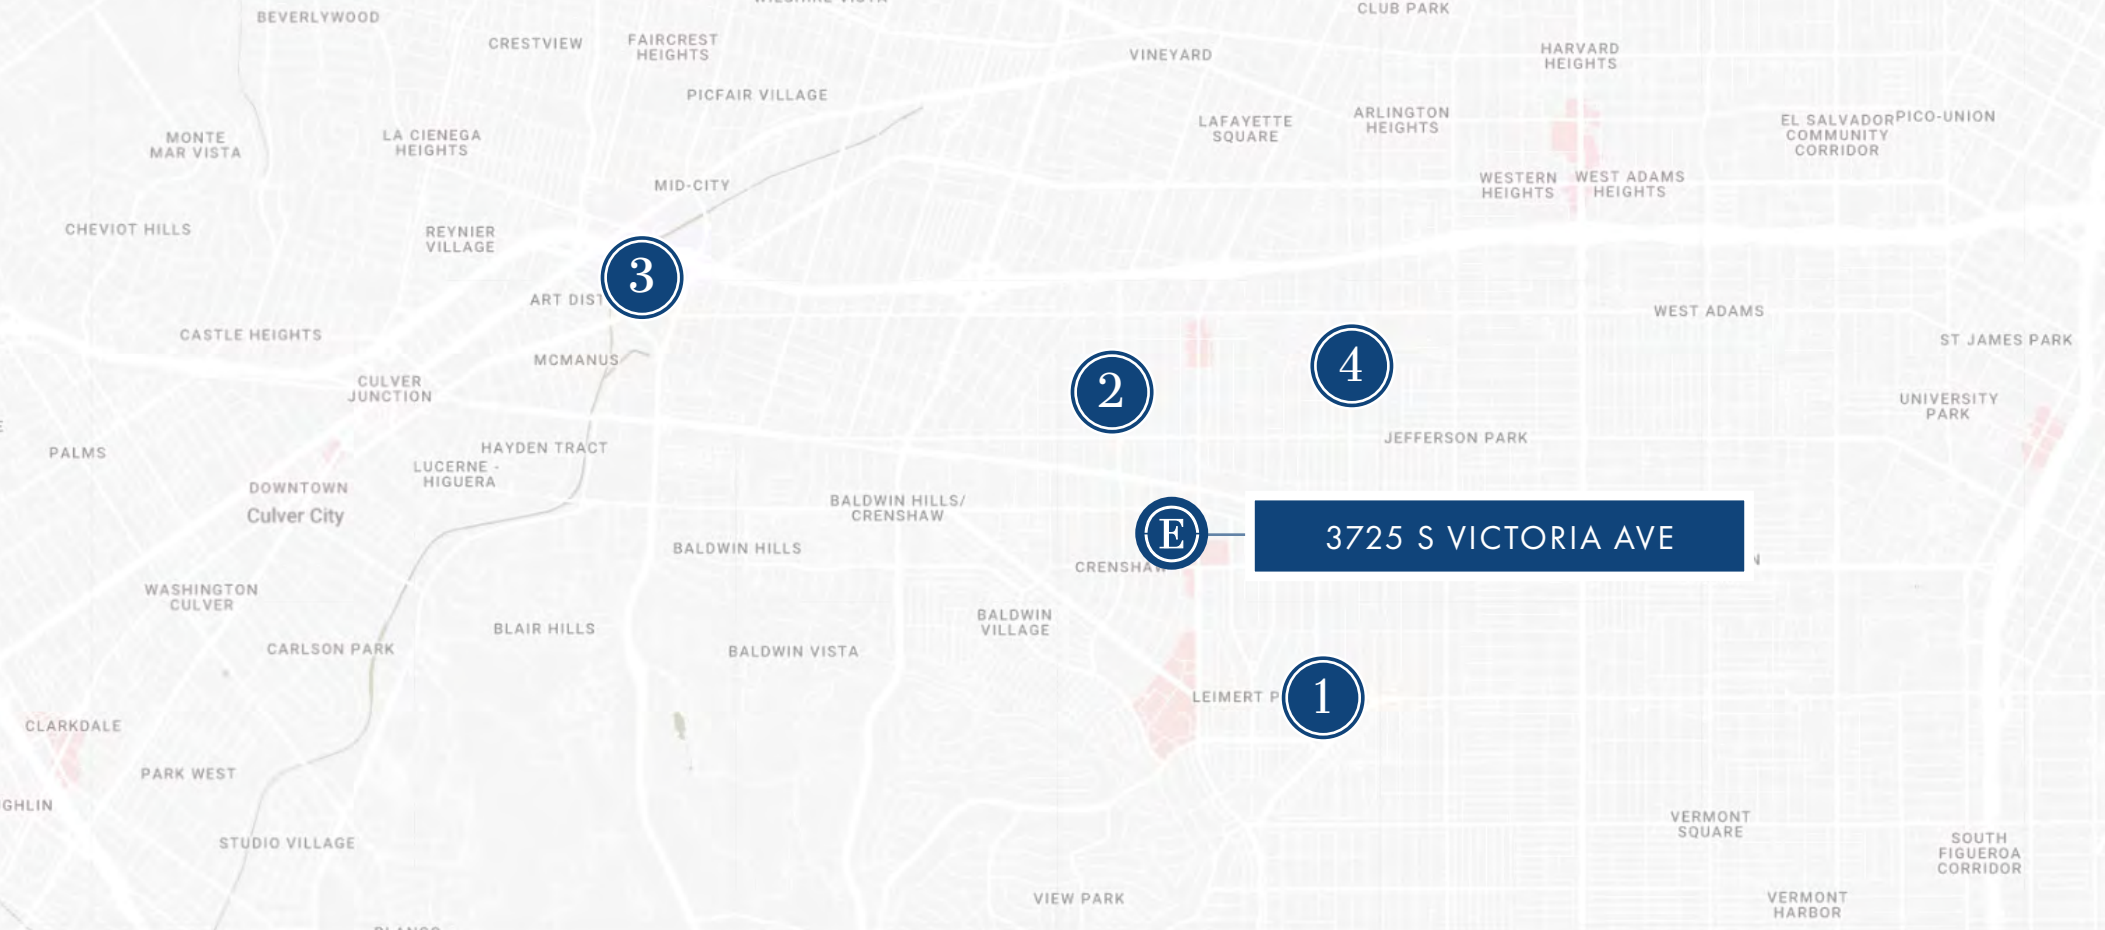 BEVERLYWOOD
CLUB PARK
CRESTVIEW
FAIRCREST
HEIGHTS
VINEYARD
HARVARD
HEIGHTS
PICFAIR VILLAGE
LAFAYETTE
SQUARE
ARLINGTON
HEIGHTS
EL SALVADOR
COMMUNITY
CORRIDOR
PICO-UNION
MONTE
MAR VISTA
LA CIENEGA
HEIGHTS
MID-CITY
WESTERN
HEIGHTS
WEST ADAMS
HEIGHTS
CHEVIOT HILLS
REYNIER
VILLAGE
3
ART DIST
WEST ADAMS
CASTLE HEIGHTS
MCMANUS
ST JAMES PARK
4
2
CULVER
JUNCTION
UNIVERSITY
PARK
JEFFERSON PARK
PALMS
HAYDEN TRACT
LUCERNE -
HIGUERA
DOWNTOWN
Culver City
BALDWIN HILLS/
CRENSHAW
E
3725 S VICTORIA AVE
BALDWIN HILLS
CRENSHAW
N
WASHINGTON
CULVER
BALDWIN
VILLAGE
BLAIR HILLS
CARLSON PARK
BALDWIN VISTA
LEIMERT P
1
CLARKDALE
PARK WEST
GHLIN
VERMONT
SQUARE
STUDIO VILLAGE
SOUTH
FIGUEROA
CORRIDOR
VIEW PARK
VERMONT
HARBOR